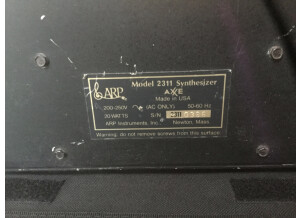 ARP Model 2311 Synthesizer
AXXE
Made in USA
200-250V (AC ONLY) 50-60 Hz
30 WATTS S/N 2311
ARP Instruments, Inc. Newton, Mass.
Warning, do not remove screws from this surface.